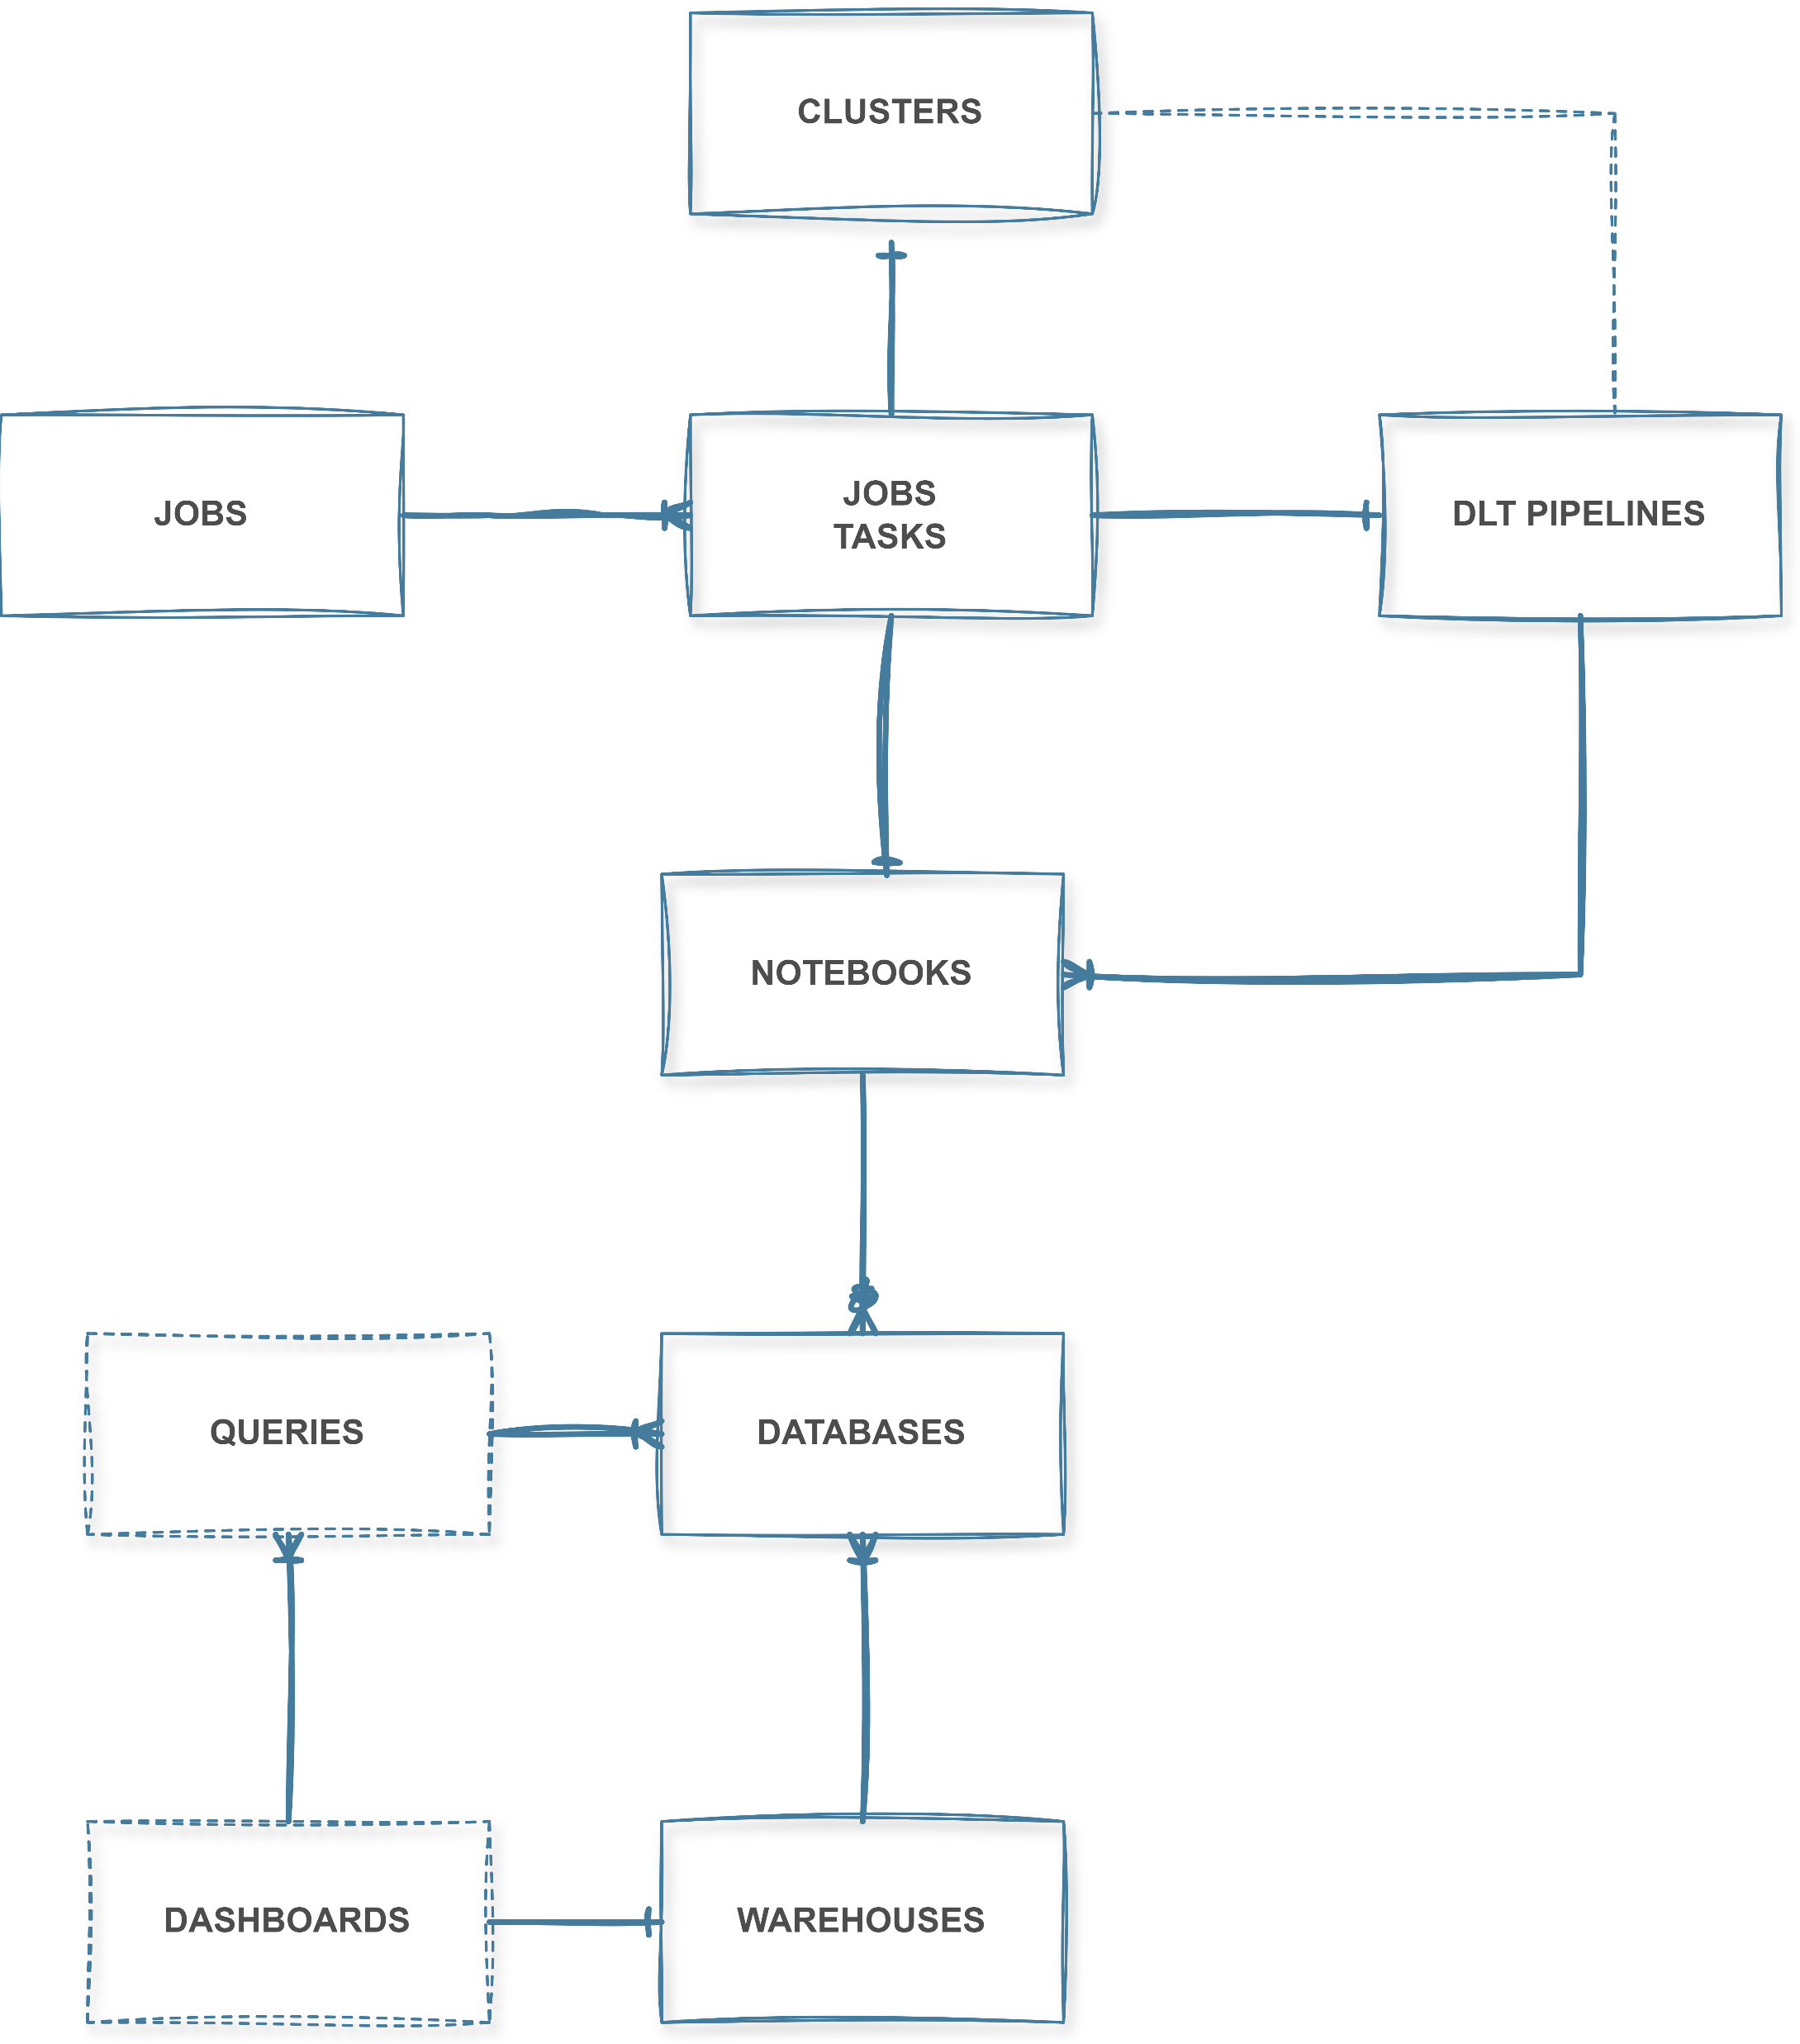 CLUSTERS
JOBS
JOBS
TASKS
DLT PIPELINES
NOTEBOOKS
QUERIES
DATABASES
DASHBOARDS
WAREHOUSES